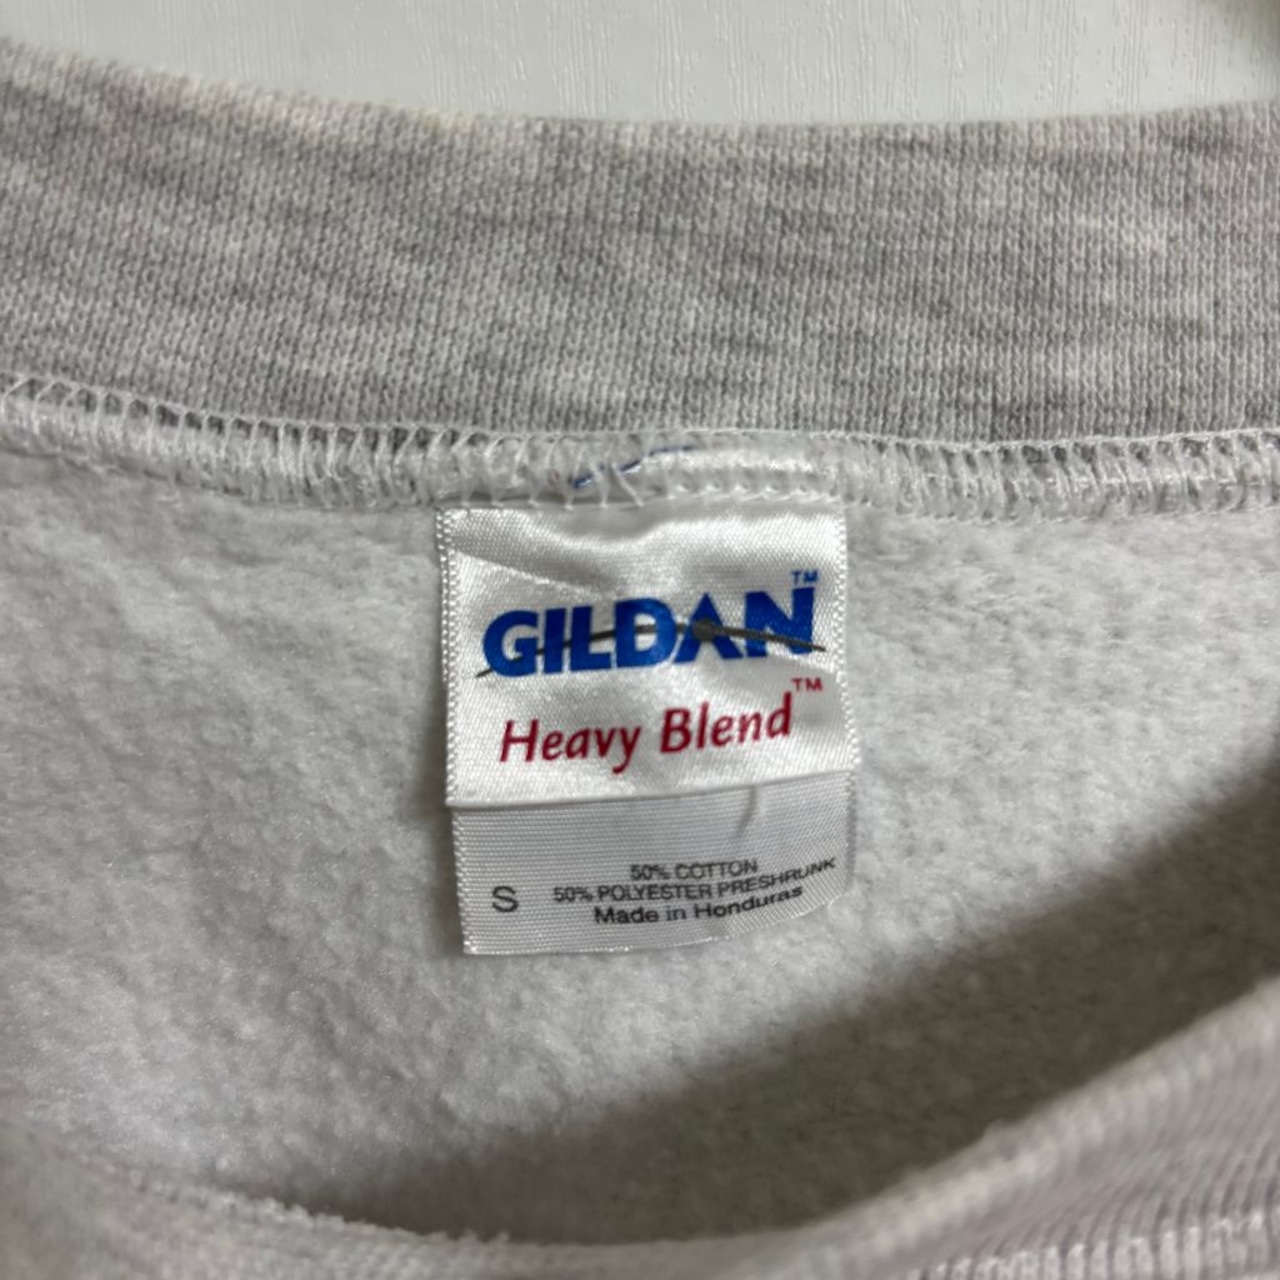 GILDAN™
Heavy Blend™
50% COTTON
S 50% POLYESTER PRESHRUNK
Made in Honduras